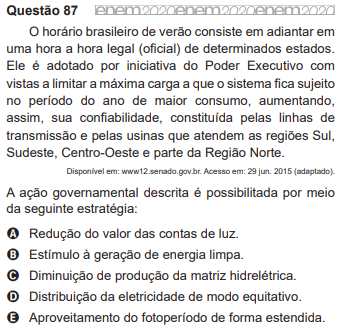 Questão 87 enem2020enem2020enem2020
O horário brasileiro de verão consiste em adiantar em
uma hora a hora legal (oficial) de determinados estados.
Ele é adotado por iniciativa do Poder Executivo com
vistas a limitar a máxima carga a que o sistema fica sujeito
no período do ano de maior consumo, aumentando,
assim, sua confiabilidade, constituída pelas linhas de
transmissão e pelas usinas que atendem as regiões Sul,
Sudeste, Centro-Oeste e parte da Região Norte.
Disponível em: www12.senado.gov.br. Acesso em: 29 jun. 2015 (adaptado).
A ação governamental descrita é possibilitada por meio
da seguinte estratégia:
A Redução do valor das contas de luz.
B Estímulo à geração de energia limpa.
C Diminuição de produção da matriz hidrelétrica.
D Distribuição da eletricidade de modo equitativo.
E Aproveitamento do fotoperíodo de forma estendida.